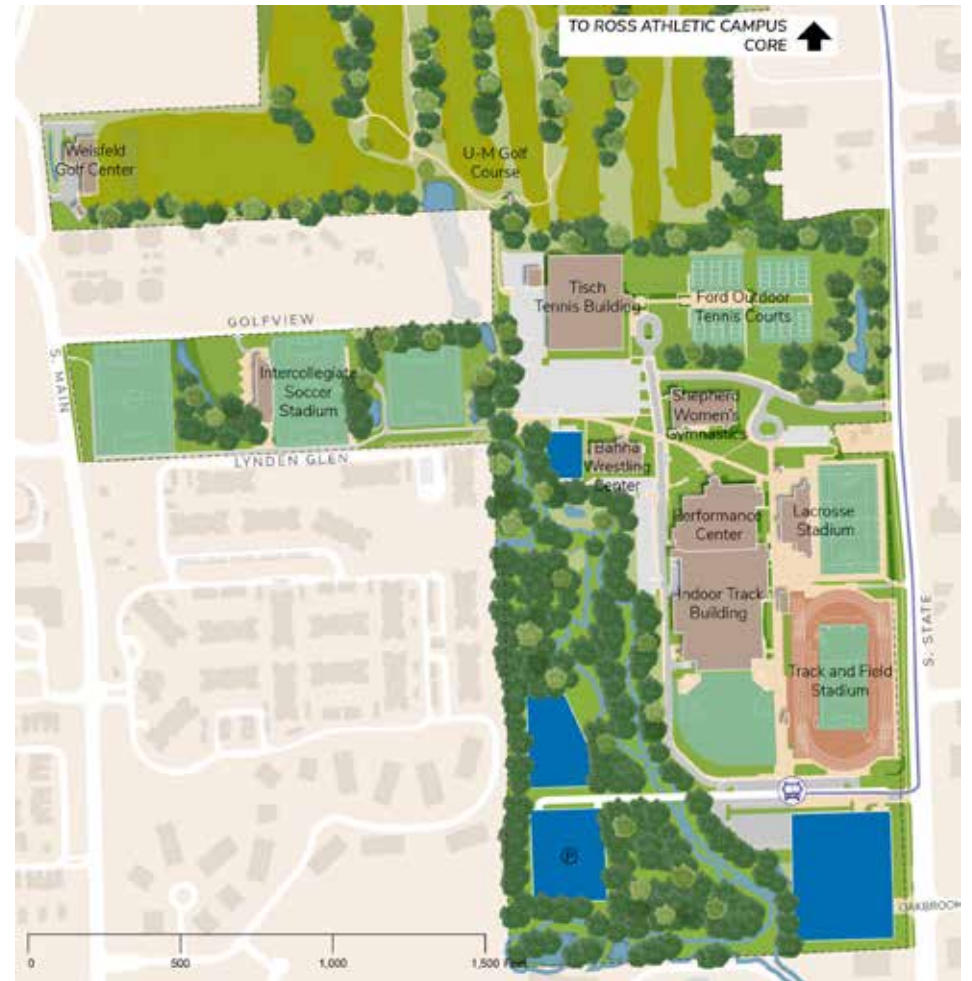 TO ROSS ATHLETIC CAMPUS
CORE
Weisfeld
Golf Center
U-M Golf
Course
Tisch
Tennis Building
Ford Outdoor
Tennis Courts
GOLFVIEW
S. MAIN
Intercollegiate
Soccer
Stadium
Shepherd
Women's
Gymnastics
LYNDEN GLEN
Bahna
Wrestling
Center
Performance
Center
Lacrosse
Stadium
Indoor Track
Building
S. STATE
Track and Field
Stadium
P
OAKBROOK
0 500 1,000 1,500 Feet